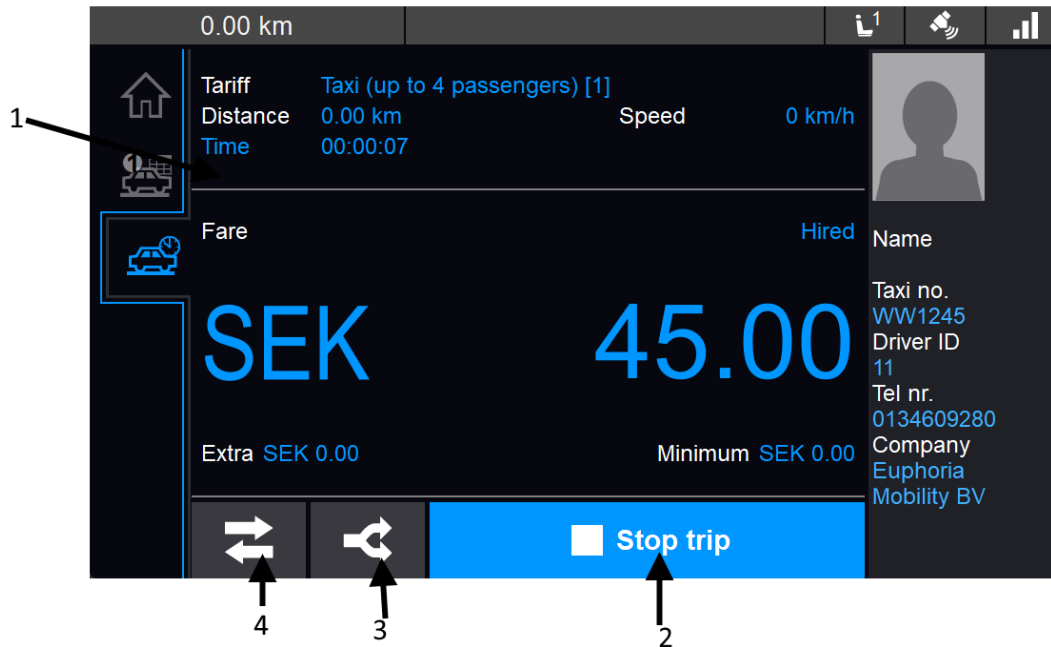 0.00 km
1
Tariff Taxi (up to 4 passengers) [1]
Distance 0.00 km Speed 0 km/h
Time 00:00:07
1
1
Fare Hired
SEK 45.00
Extra SEK 0.00 Minimum SEK 0.00
Stop trip
Name
Taxi no.
WW1245
Driver ID
11
Tel nr.
0134609280
Company
Euphoria
Mobility BV
4
3
2